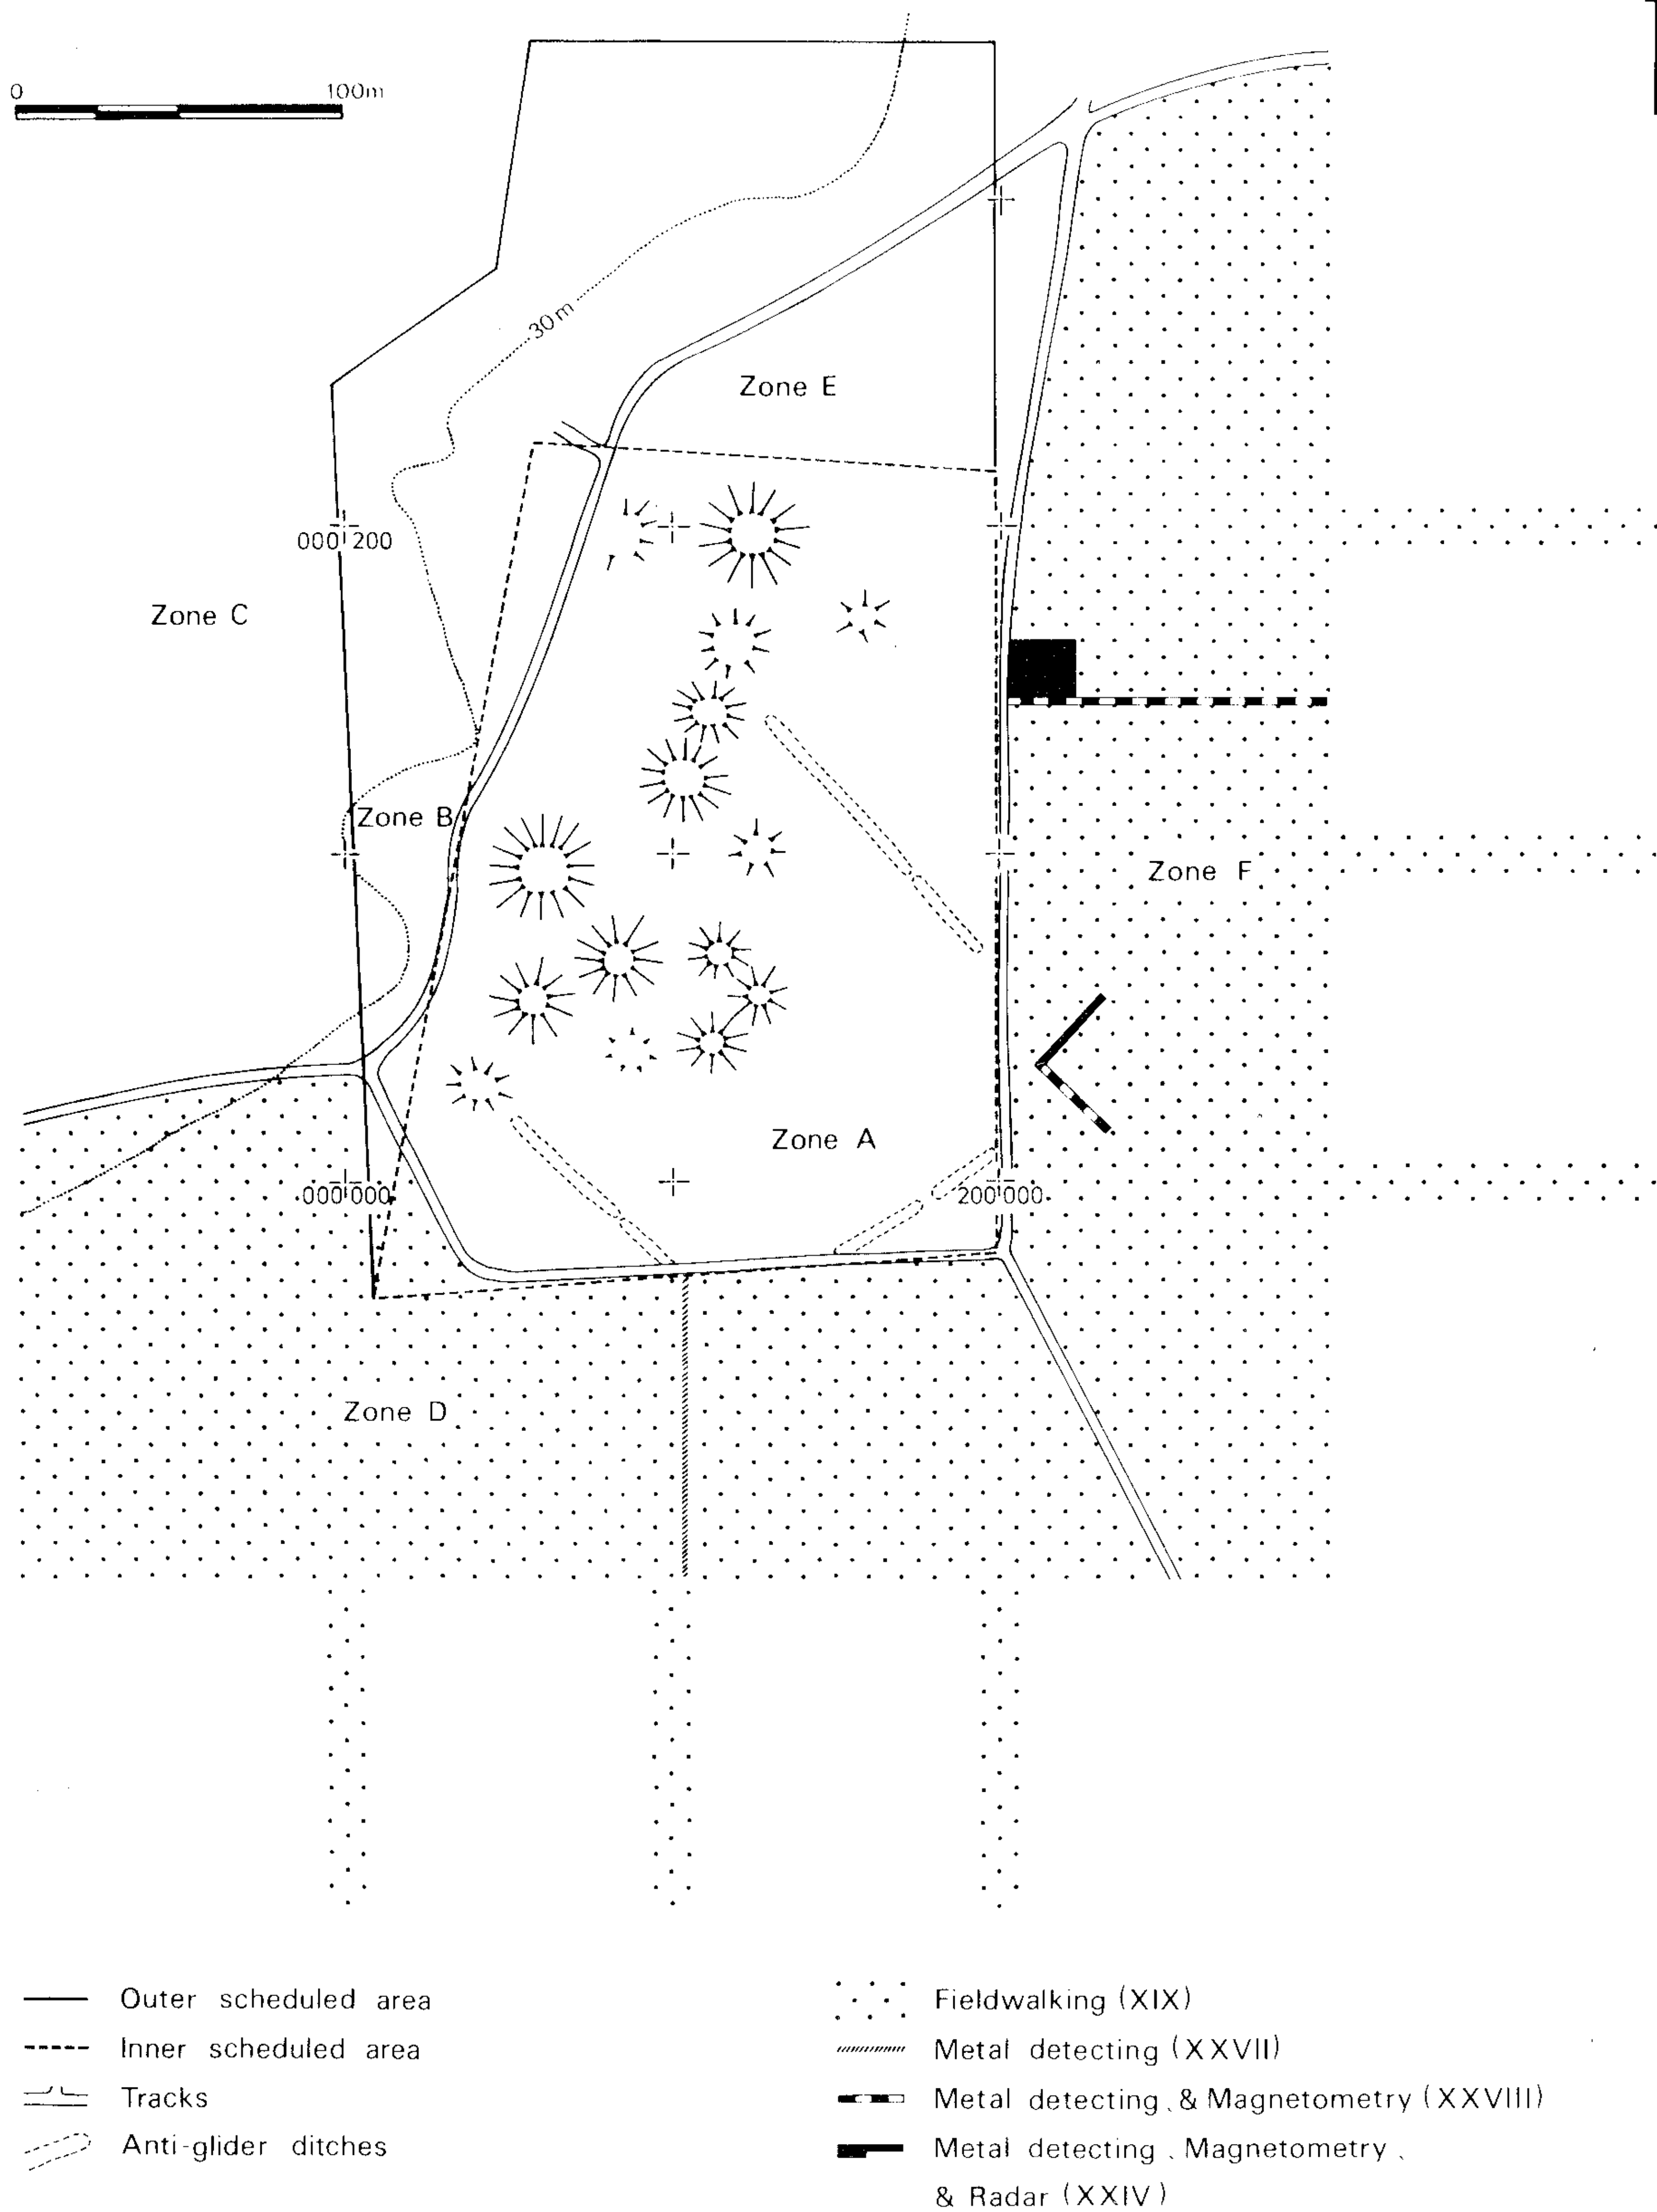 0 100m
30m
Zone E
000 200
Zone C
Zone B
Zone F
Zone A
000 000
200 000
Zone D
Outer scheduled area
Inner scheduled area
Tracks
Anti-glider ditches
Fieldwalking (XIX)
Metal detecting (XXVII)
Metal detecting & Magnetometry (XXVIII)
Metal detecting, Magnetometry,
& Radar (XXIV)